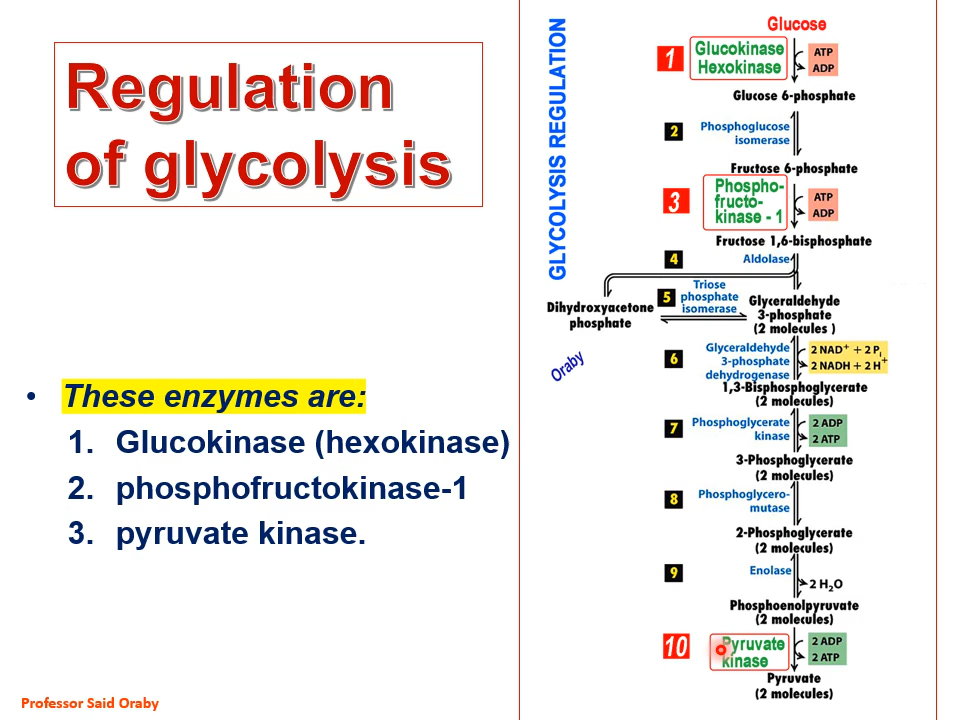 Regulation
of glycolysis
• These enzymes are:
1. Glucokinase (hexokinase)
2. phosphofructokinase-1
3. pyruvate kinase.
Professor Said Oraby
GLYCOLYSIS REGULATION
Glucose
1
Glucokinase
Hexokinase
ATP
ADP
Glucose 6-phosphate
2
Phosphoglucose
isomerase
Fructose 6-phosphate
3
Phospho-
fructo-
kinase - 1
ATP
ADP
Fructose 1,6-bisphosphate
4
Aldolase
5
Triose
phosphate
isomerase
Dihydroxyacetone
phosphate
Glyceraldehyde
3-phosphate
(2 molecules )
Oraby
6
Glyceraldehyde
3-phosphate
dehydrogenase
2 NAD⁺ + 2 Pᵢ
2 NADH + 2 H⁺
1,3-Bisphosphoglycerate
(2 molecules)
7
Phosphoglycerate
kinase
2 ADP
2 ATP
3-Phosphoglycerate
(2 molecules)
8
Phosphoglycero-
mutase
2-Phosphoglycerate
(2 molecules)
9
Enolase
2 H₂O
Phosphoenolpyruvate
(2 molecules)
10
Pyruvate
kinase
2 ADP
2 ATP
Pyruvate
(2 molecules)